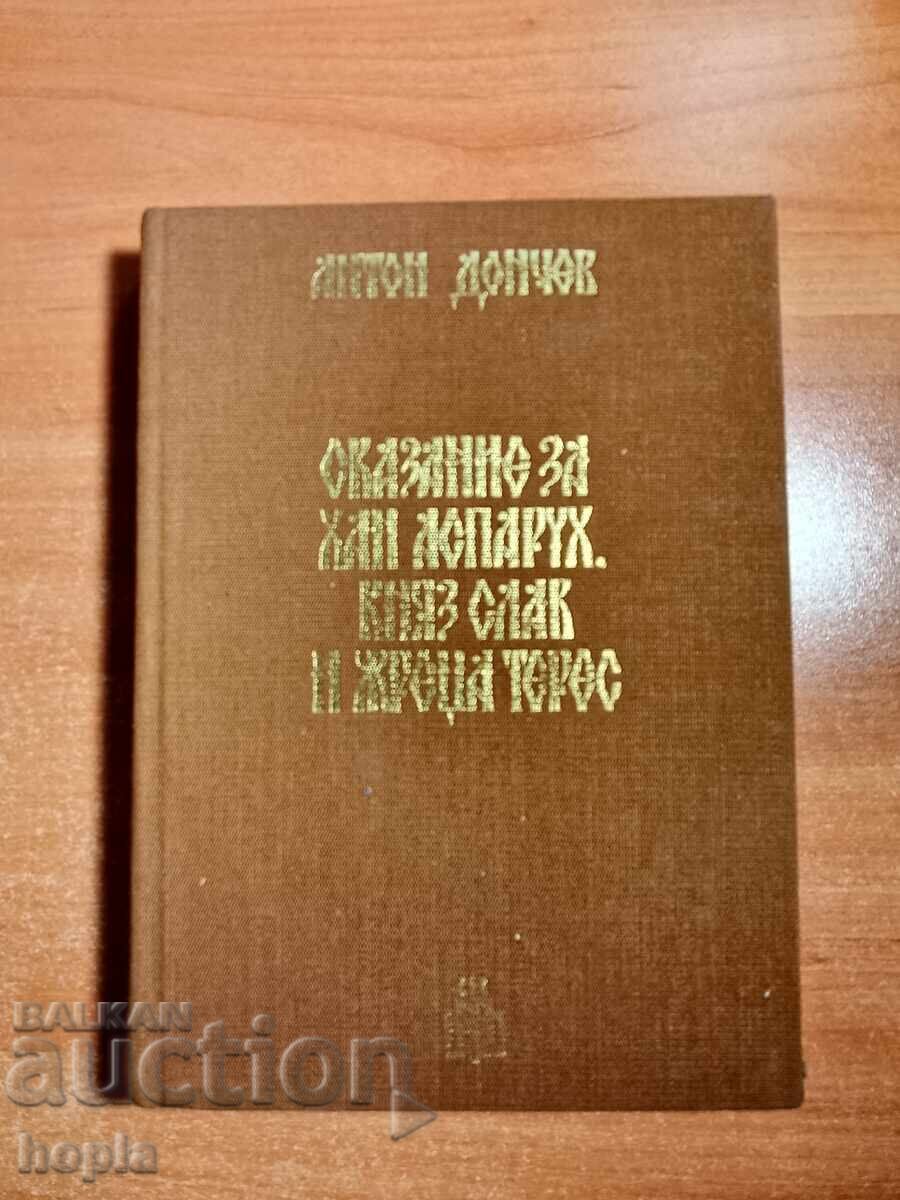 АНТОН ДОНЧЕВ
СКАЗАНИЕ ЗА
ХАН АСПАРУХ.
КНЯЗ СЛАВ
И ЖРЕЦА ТЕРЕС
BALKAN
auction
hopla